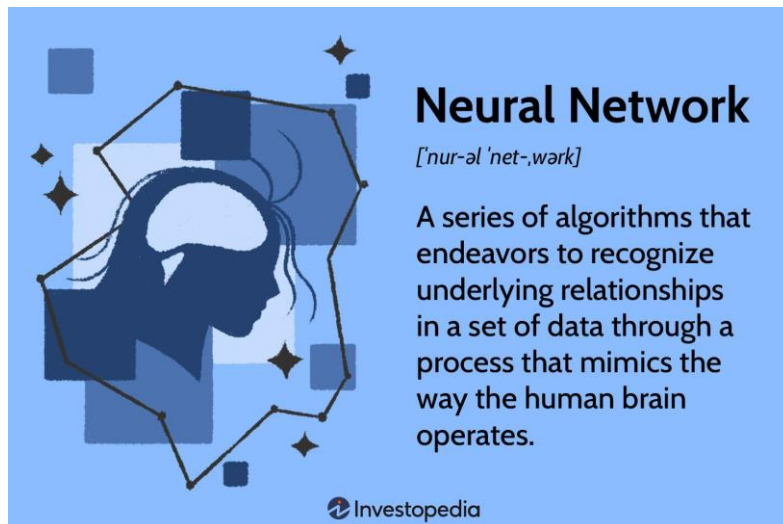 Neural Network
['nur-əl 'net-,wərk]
A series of algorithms that
endeavors to recognize
underlying relationships
in a set of data through a
process that mimics the
way the human brain
operates.
Investopedia